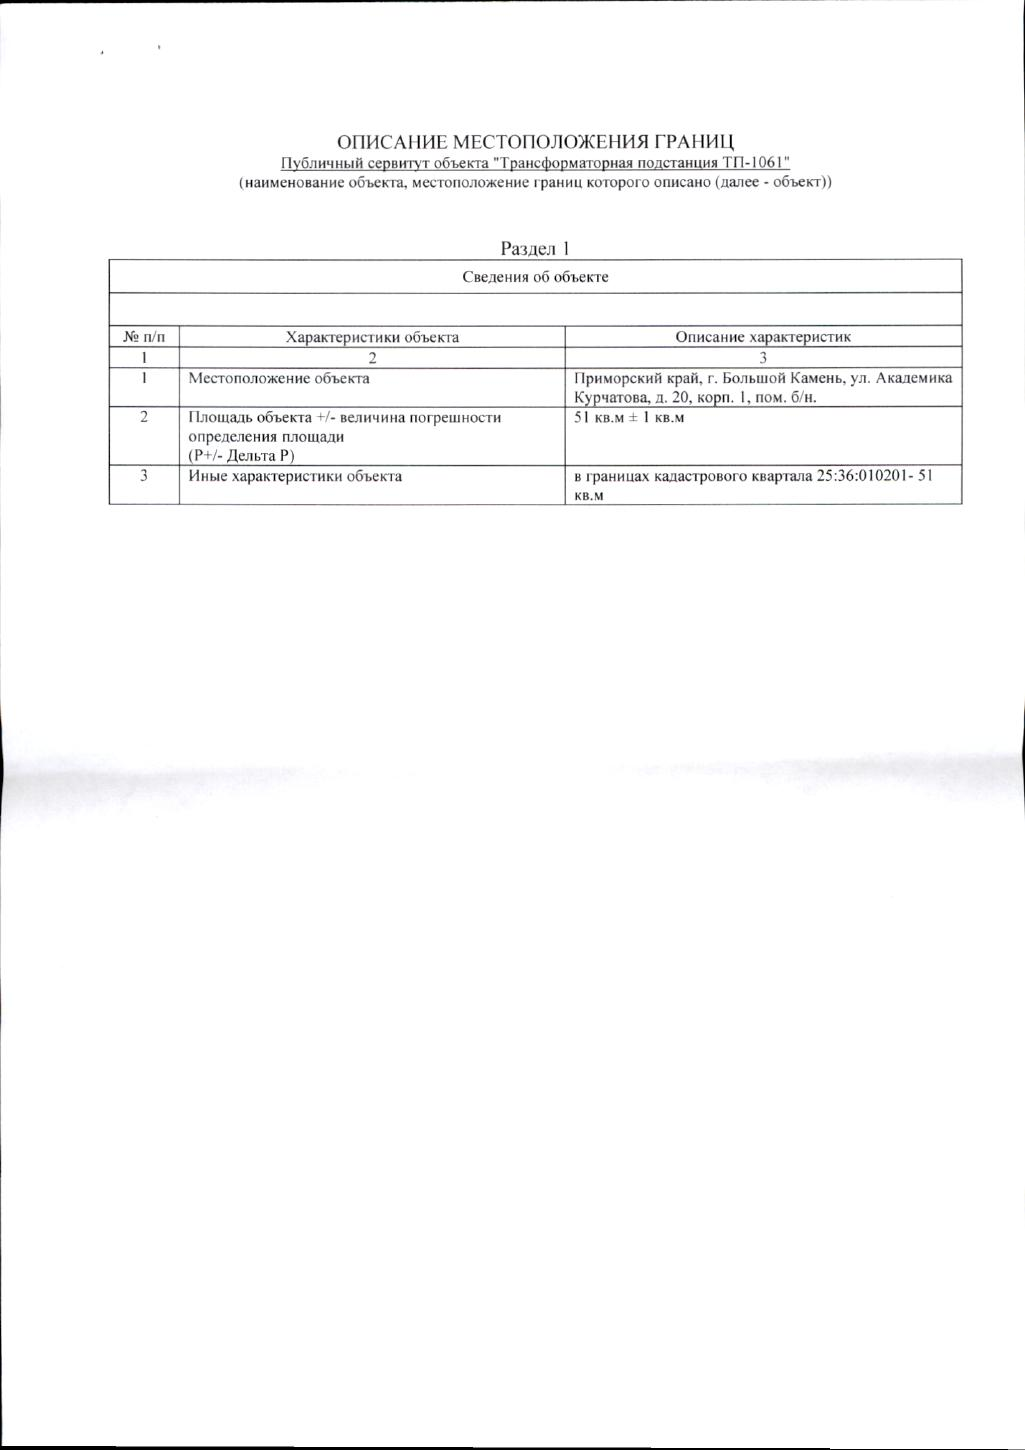 ОПИСАНИЕ МЕСТОПОЛОЖЕНИЯ ГРАНИЦ
Публичный сервитут объекта "Трансформаторная подстанция ТП-1061"
(наименование объекта, местоположение границ которого описано (далее - объект))
Раздел 1
Сведения об объекте
№ п/п Характеристики объекта Описание характеристик
1 2 3
1 Местоположение объекта Приморский край, г. Большой Камень, ул. Академика
Курчатова, д. 20, корп. 1, пом. б/н.
2 Площадь объекта +/- величина погрешности 51 кв.м ± 1 кв.м
определения площади
(P+/- Дельта P)
3 Иные характеристики объекта в границах кадастрового квартала 25:36:010201- 51
кв.м